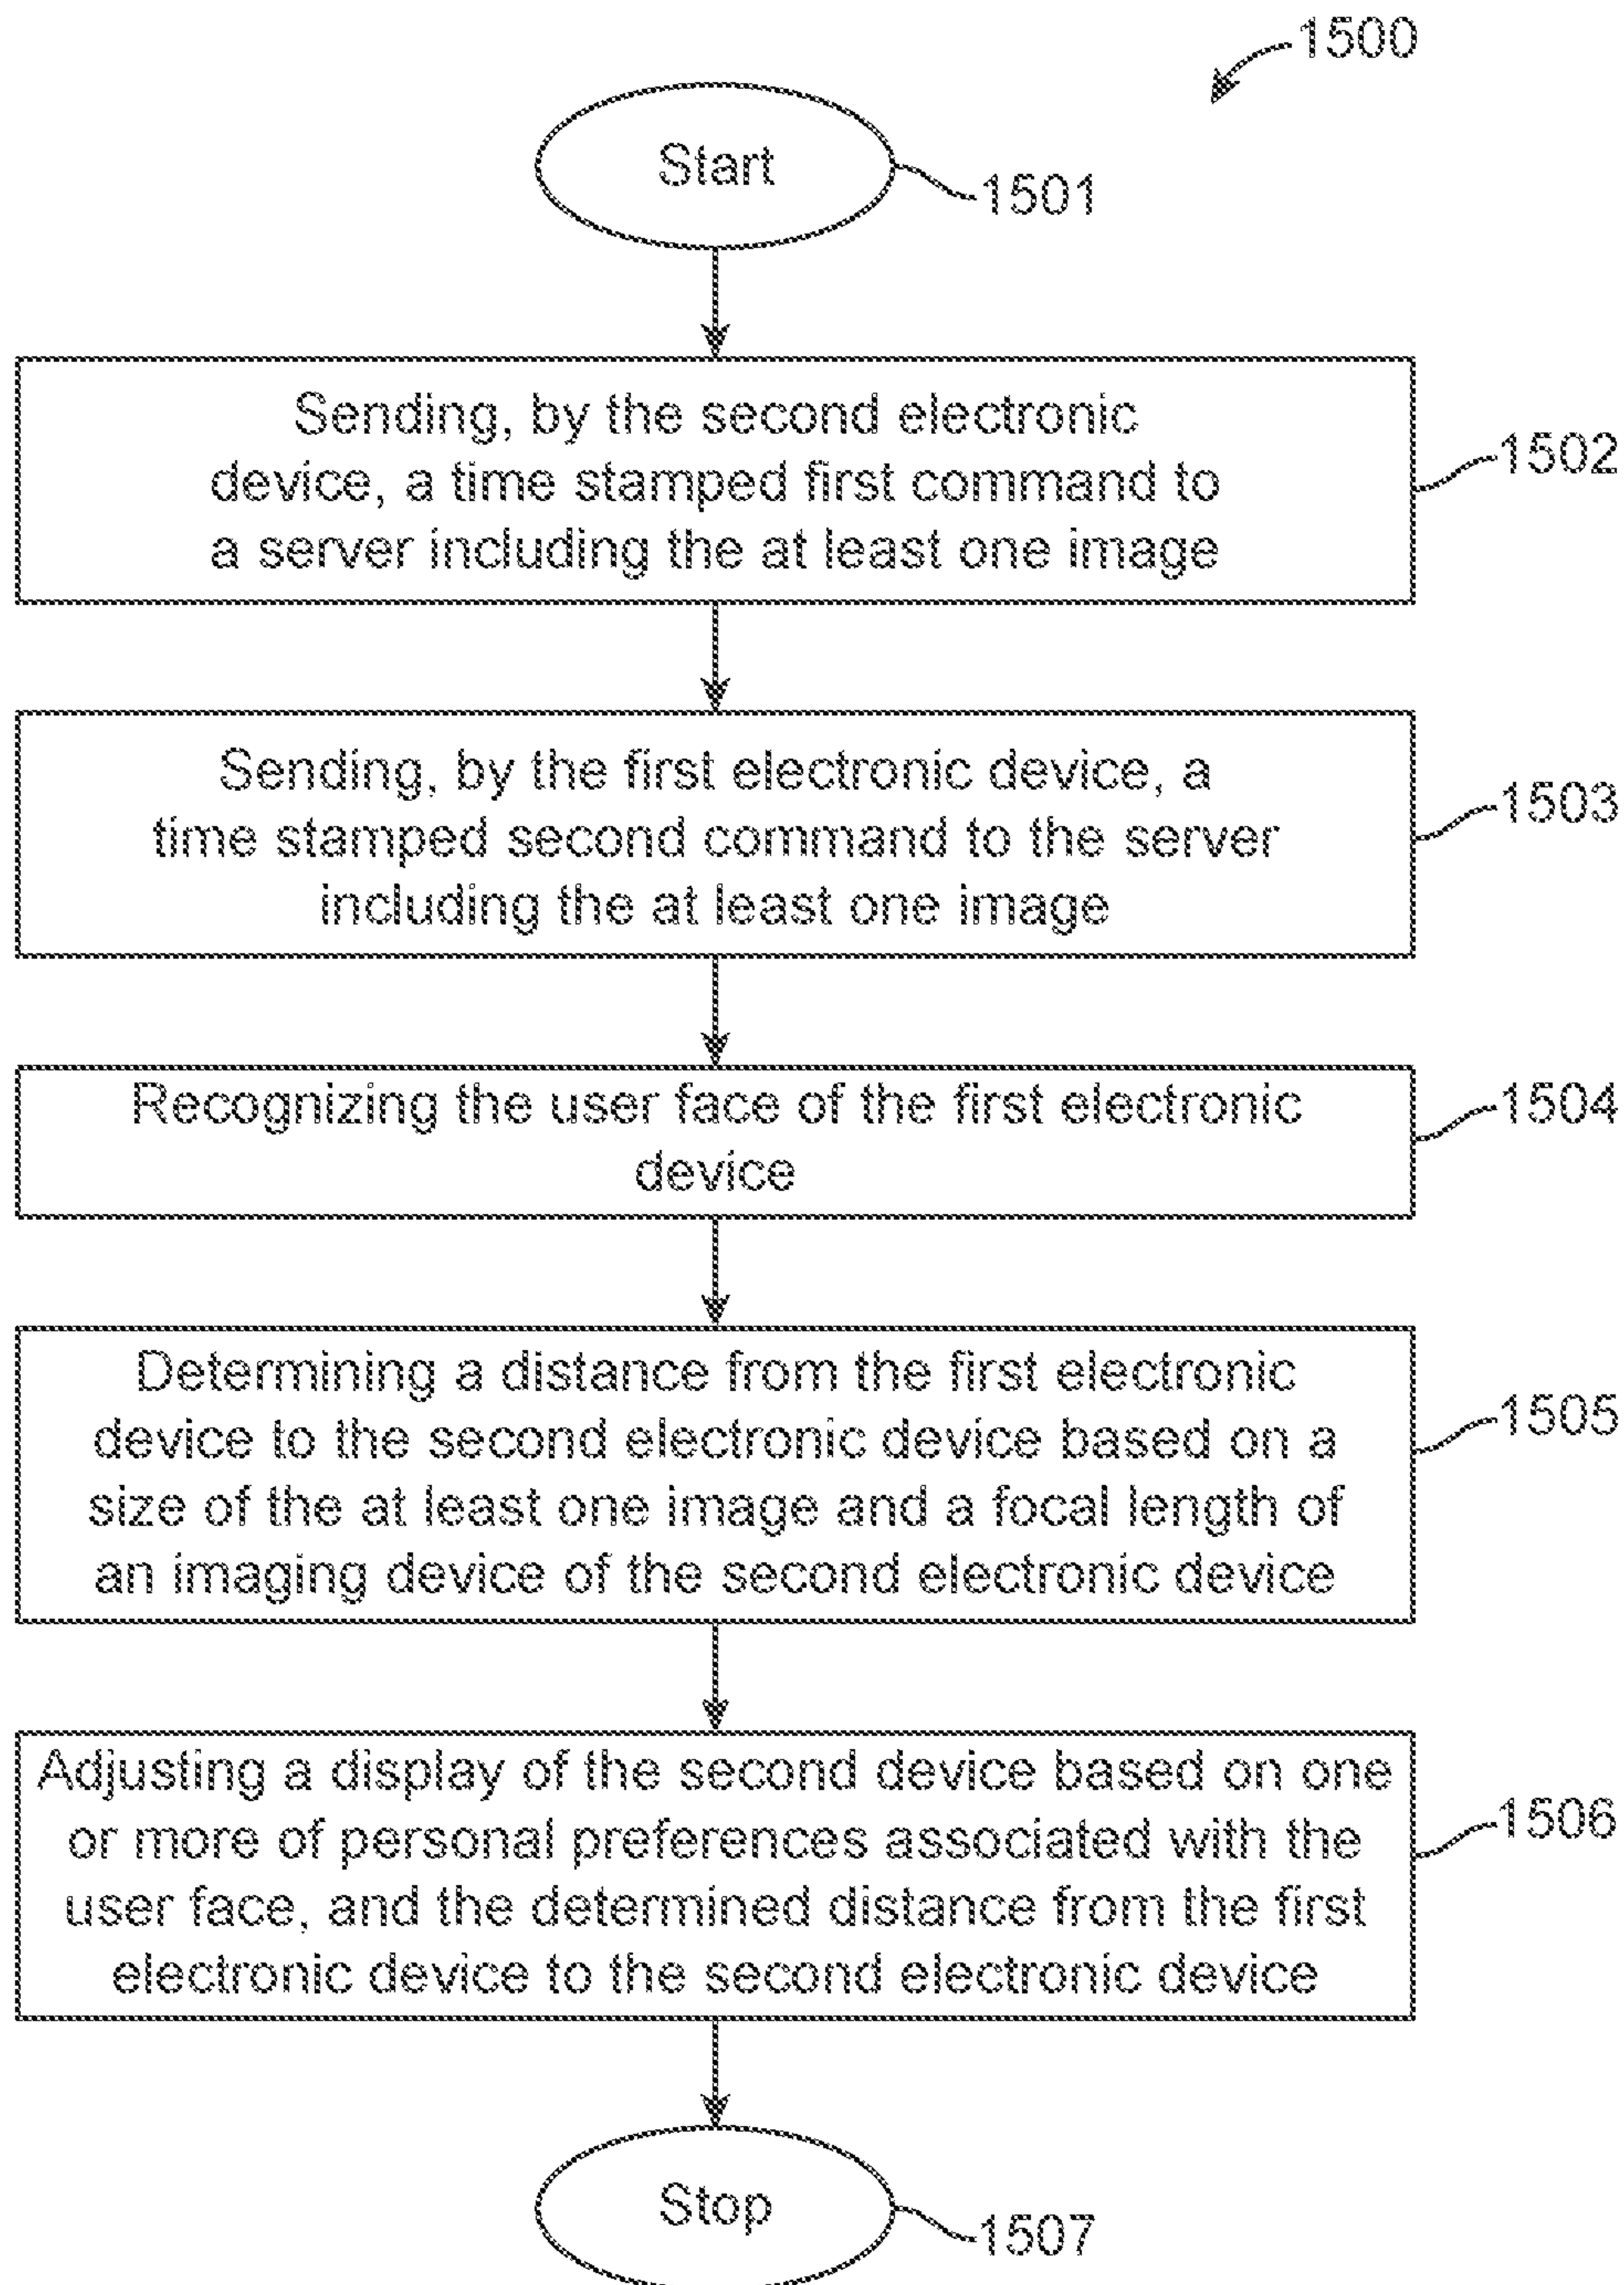 1500
Start
1501
Sending, by the second electronic
device, a time stamped first command to
a server including the at least one image
1502
Sending, by the first electronic device, a
time stamped second command to the server
including the at least one image
1503
Recognizing the user face of the first electronic
device
1504
Determining a distance from the first electronic
device to the second electronic device based on a
size of the at least one image and a focal length of
an imaging device of the second electronic device
1505
Adjusting a display of the second device based on one
or more of personal preferences associated with the
user face, and the determined distance from the first
electronic device to the second electronic device
1506
Stop
1507